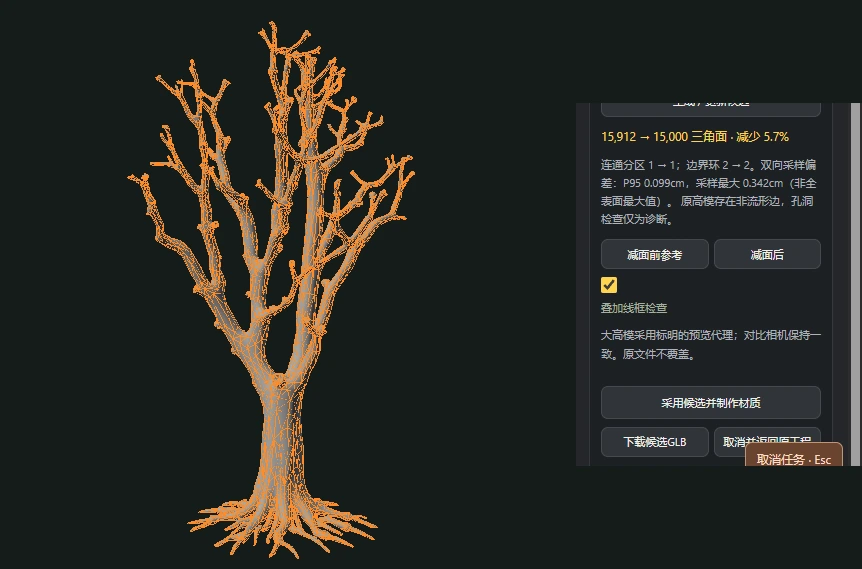 15,912 → 15,000 三角面 · 减少 5.7%
连通分区 1 → 1；边界环 2 → 2。双向采样偏
差：P95 0.099cm，采样最大 0.342cm（非全
表面最大值）。 原高模存在非流形边，孔洞
检查仅为诊断。
减面前参考
减面后
叠加线框检查
大高模采用标明的预览代理；对比相机保持一
致。原文件不覆盖。
采用候选并制作材质
下载候选GLB
取消并返回原工程
取消任务 · Esc